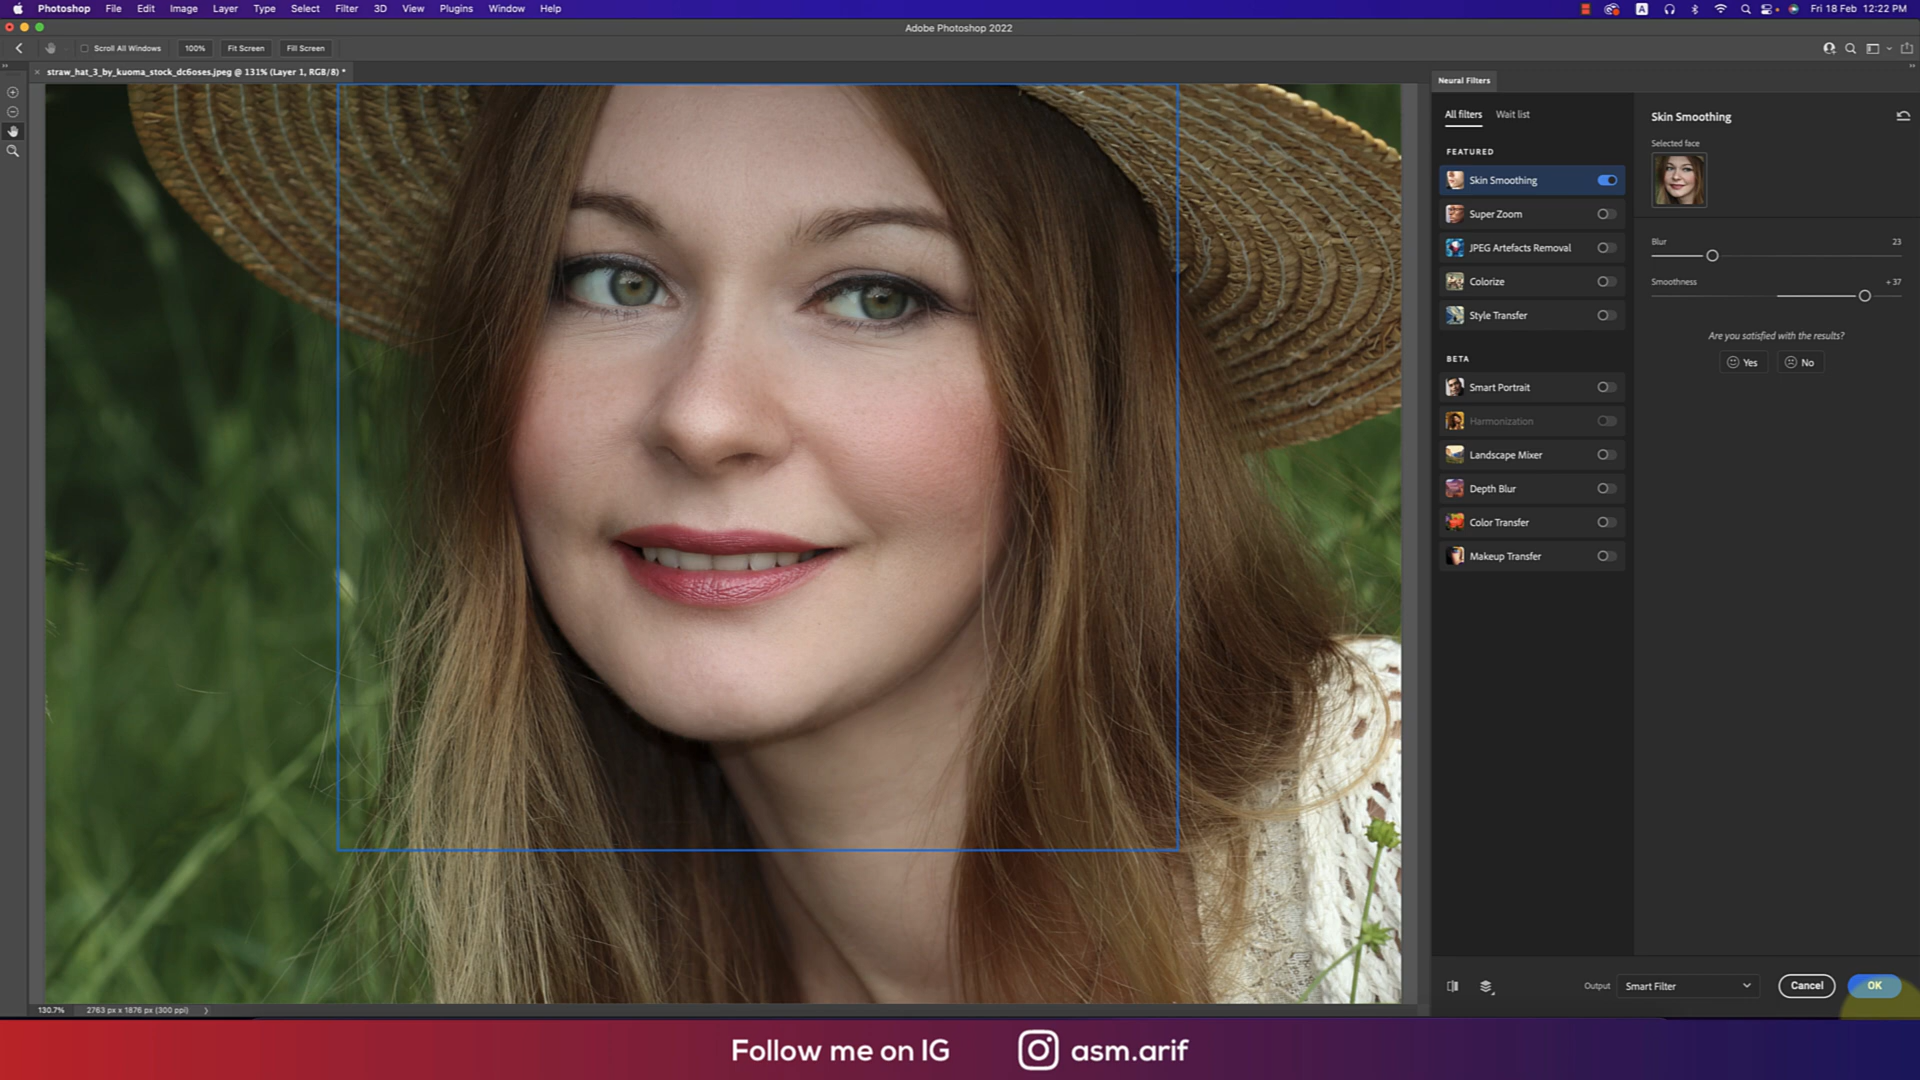 Photoshop File Edit Image Layer Type Select Filter 3D View Plugins Window Help
A Fri 18 Feb 12:22 PM
Adobe Photoshop 2022
Scroll All Windows 100% Fit Screen Fill Screen
straw_hat_3_by_kuoma_stock_dc6oses.jpeg @ 131% (Layer 1, RGB/8) *
Neural Filters
All filters Wait list
FEATURED
Skin Smoothing
Super Zoom
JPEG Artefacts Removal
Colorize
Style Transfer
BETA
Smart Portrait
Harmonization
Landscape Mixer
Depth Blur
Color Transfer
Makeup Transfer
Skin Smoothing
Selected face
Blur 23
Smoothness +37
Are you satisfied with the results?
Yes No
Output Smart Filter Cancel OK
130.7% 2763 px x 1876 px (300 ppi)
Follow me on IG asm.arif